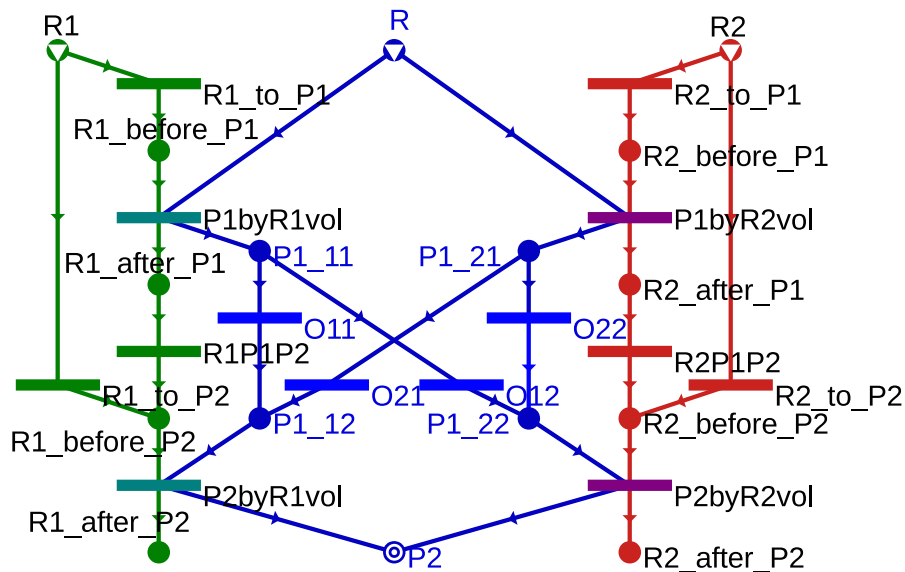 R1
R
R2
R1_to_P1
R2_to_P1
R1_before_P1
R2_before_P1
P1byR1vol
P1byR2vol
R1_after_P1
P1_11
P1_21
R2_after_P1
O11
O22
R1P1P2
R2P1P2
R1_to_P2
O21
O12
R2_to_P2
R1_before_P2
P1_12
P1_22
R2_before_P2
P2byR1vol
P2byR2vol
R1_after_P2
P2
R2_after_P2